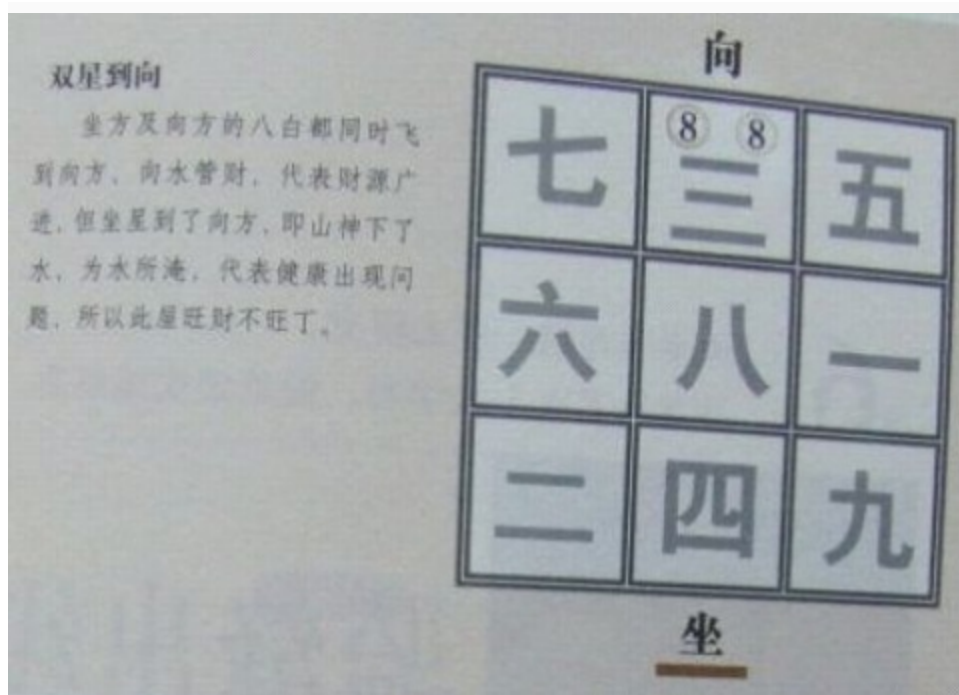 双星到向
坐方及向方的八白都同时飞
到向方、向水管财，代表财源广
进，但坐星到了向方，即山神下了
水，为水所淹，代表健康出现问
题，所以此屋旺财不旺丁。
向
七 8 8 三 五
六 八 一
二 四 九
坐